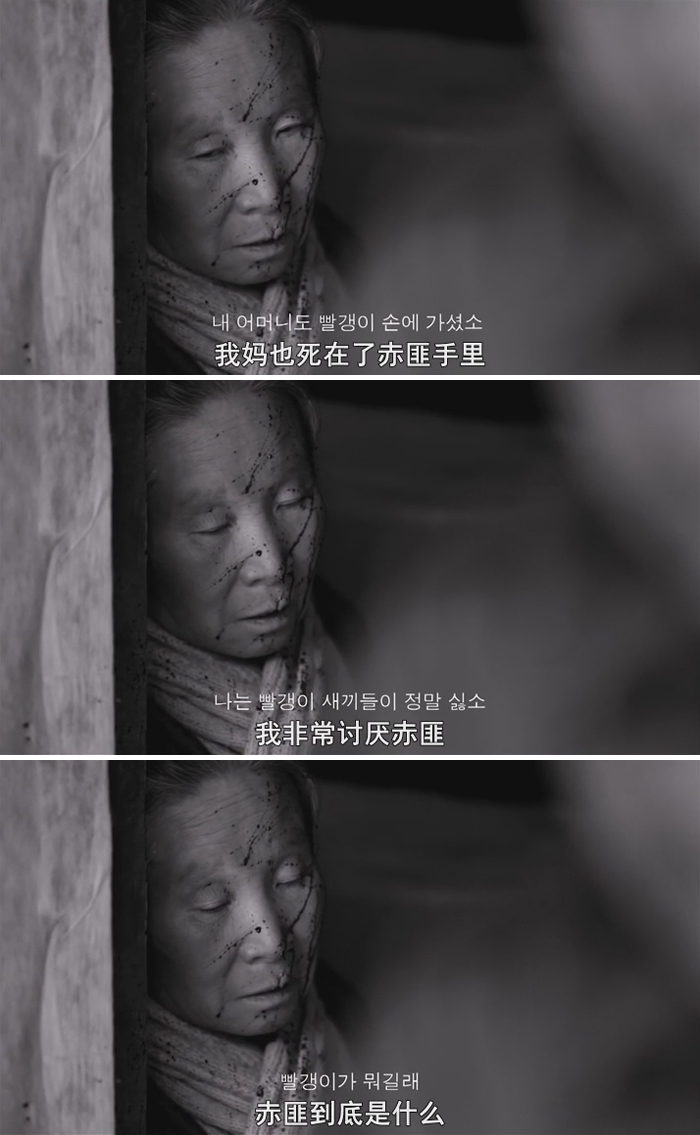 내 어머니도 빨갱이 손에 가셨소
我妈也死在了赤匪手里
나는 빨갱이 새끼들이 정말 싫소
我非常讨厌赤匪
빨갱이가 뭐길래
赤匪到底是什么